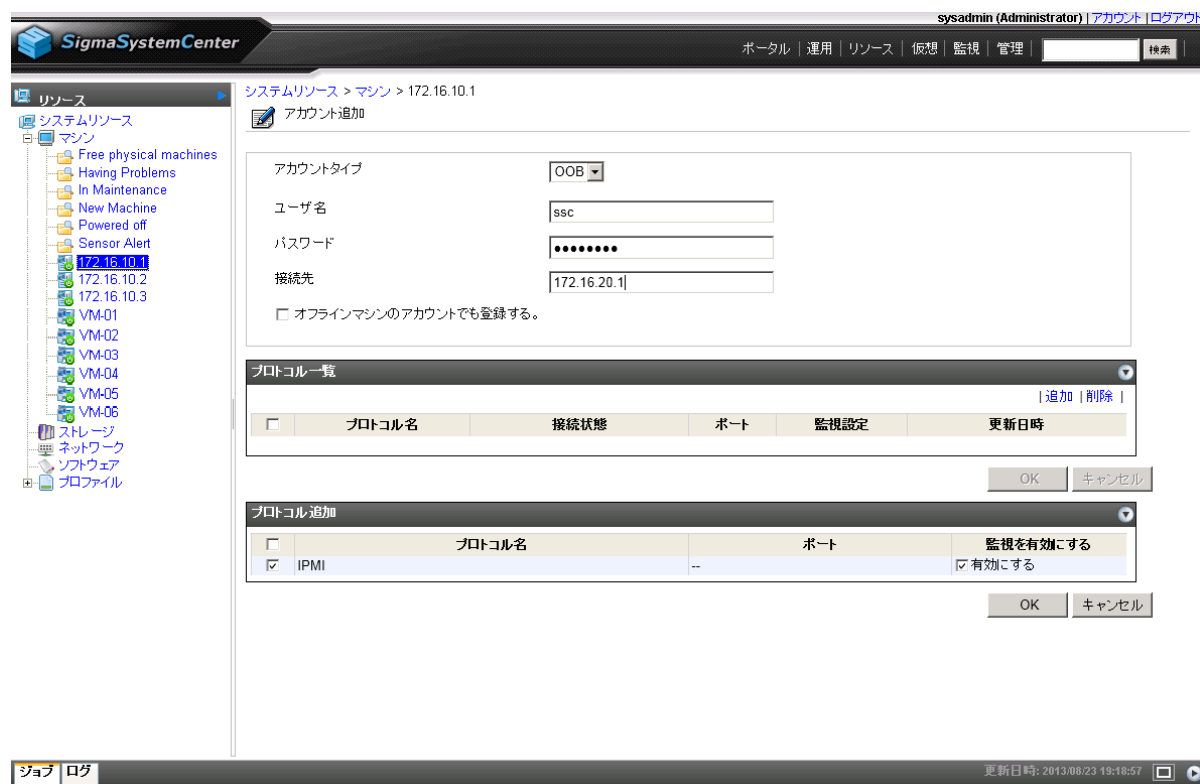 sysadmin (Administrator) | アカウント | ログアウト
SigmaSystemCenter
ポータル | 運用 | リソース | 仮想 | 監視 | 管理 | 検索
リソース
システムリソース
マシン
Free physical machines
Having Problems
In Maintenance
New Machine
Powered off
Sensor Alert
172.16.10.1
172.16.10.2
172.16.10.3
VM-01
VM-02
VM-03
VM-04
VM-05
VM-06
ストレージ
ネットワーク
ソフトウェア
プロファイル
システムリソース > マシン > 172.16.10.1
アカウント追加
アカウントタイプ OOB
ユーザ名 ssc
パスワード ●●●●●●●●
接続先 172.16.20.1
オフラインマシンのアカウントでも登録する。
プロトコル一覧
| 追加 | 削除 |
プロトコル名 接続状態 ポート 監視設定 更新日時
OK キャンセル
プロトコル追加
プロトコル名 ポート 監視を有効にする
IPMI -- 有効にする
OK キャンセル
ジョブ ログ 更新日時: 2013/08/23 19:18:57